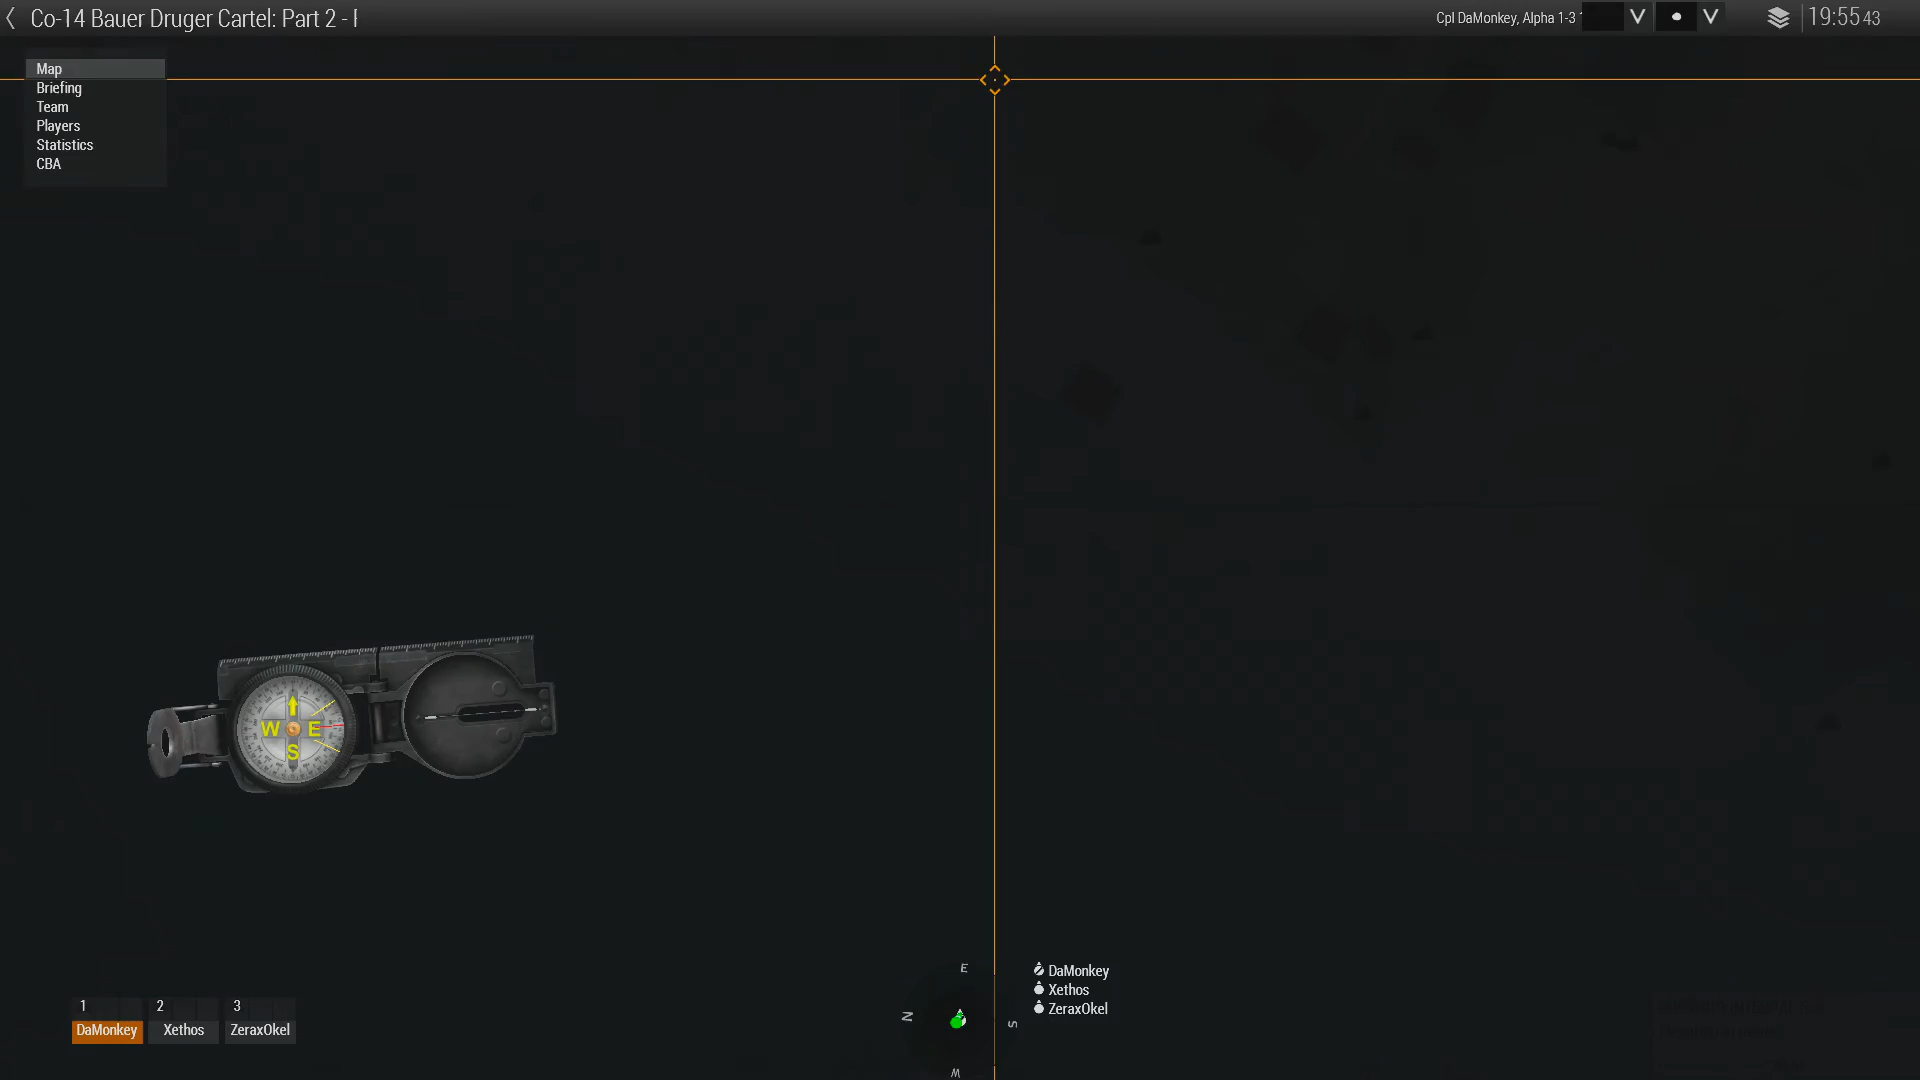 Co-14 Bauer Druger Cartel: Part 2 -
Cpl DaMonkey, Alpha 1-3
19:55 43
Map
Briefing
Team
Players
Statistics
CBA
W E
S
E
N
S
W
DaMonkey
Xethos
ZeraxOkel
1 2 3
DaMonkey Xethos ZeraxOkel